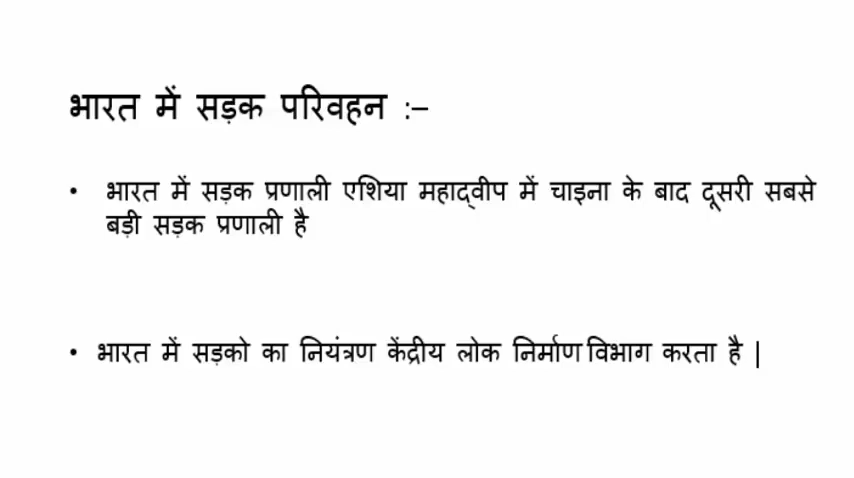 भारत में सड़क परिवहन :–
• भारत में सड़क प्रणाली एशिया महाद्वीप में चाइना के बाद दूसरी सबसे
बड़ी सड़क प्रणाली है
• भारत में सड़को का नियंत्रण केंद्रीय लोक निर्माण विभाग करता है |